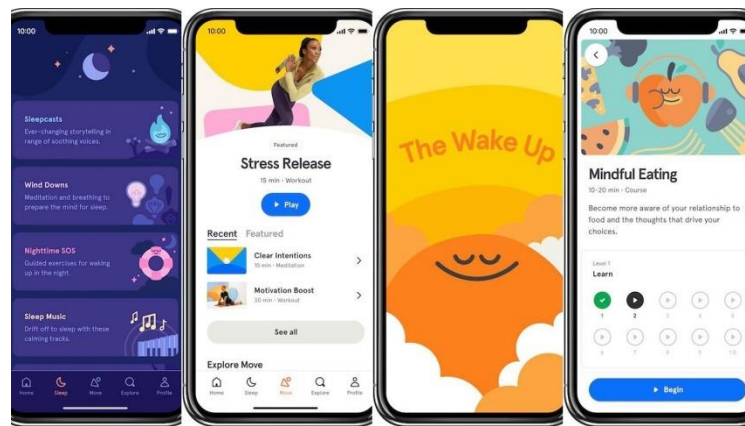 10:00
Sleepcasts
Ever-changing storytelling in
range of soothing voices.
Wind Downs
Meditation and breathing to
prepare the mind for sleep.
Nighttime SOS
Guided exercises for waking
up in the night.
Sleep Music
Drift off to sleep with these
calming tracks.
Home Sleep Move Explore Profile
10:00
Featured
Stress Release
15 min · Workout
Play
Recent Featured
Clear Intentions
15 min · Meditation
Motivation Boost
30 min · Workout
See all
Explore Move
Home Sleep Move Explore Profile
The Wake Up
10:00
Mindful Eating
10-20 min · Course
Become more aware of your relationship to
food and the thoughts that drive your
choices.
Level 1
Learn
1 2 3 4 5
6 7 8 9 10
Begin